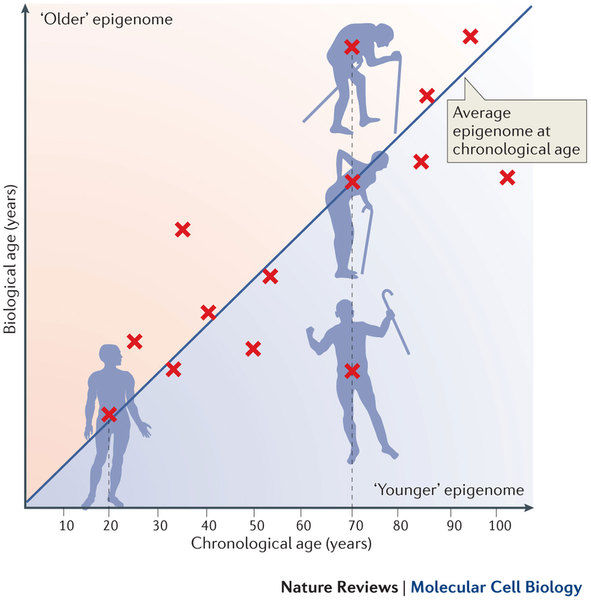 ‘Older’ epigenome
Average
epigenome at
chronological age
Biological age (years)
‘Younger’ epigenome
10 20 30 40 50 60 70 80 90 100
Chronological age (years)
Nature Reviews | Molecular Cell Biology